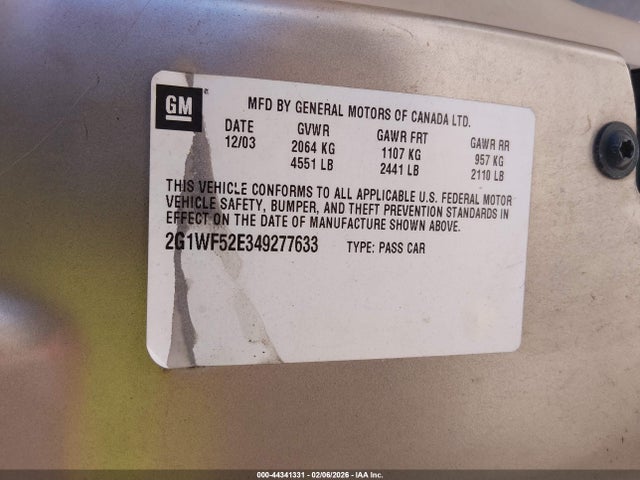 GM
MFD BY GENERAL MOTORS OF CANADA LTD.
DATE GVWR GAWR FRT GAWR RR
12/03 2064 KG 1107 KG 957 KG
4551 LB 2441 LB 2110 LB
THIS VEHICLE CONFORMS TO ALL APPLICABLE U.S. FEDERAL MOTOR
VEHICLE SAFETY, BUMPER, AND THEFT PREVENTION STANDARDS IN
EFFECT ON THE DATE OF MANUFACTURE SHOWN ABOVE.
2G1WF52E349277633 TYPE: PASS CAR
000-44341331 - 02/06/2026 - IAA Inc.